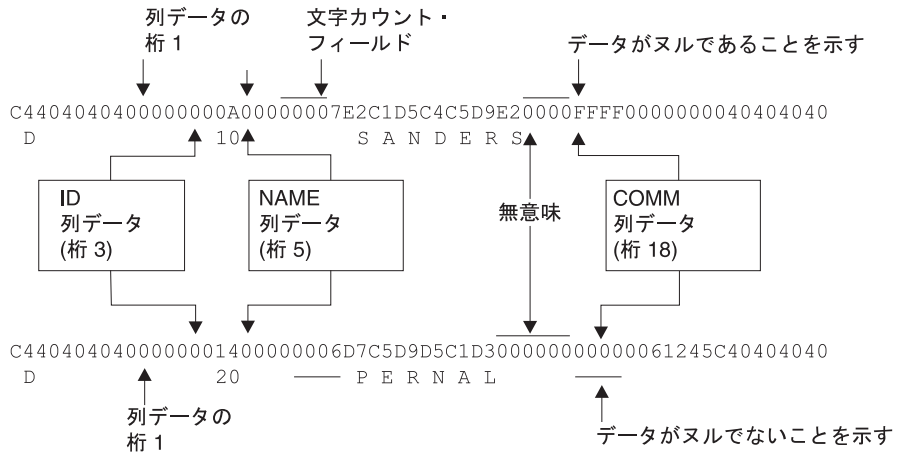 列データの
桁 1
文字カウント・
フィールド
データがヌルであることを示す
C4404040400000000A00000007E2C1D5C4C5D9E20000FFFF0000000040404040
D 10 S A N D E R S
ID
列データ
(桁 3)
NAME
列データ
(桁 5)
無意味
COMM
列データ
(桁 18)
C4404040400000001400000006D7C5D9D5C1D300000000000061245C40404040
D 20 P E R N A L
列データの
桁 1
データがヌルでないことを示す